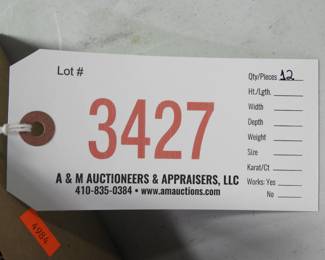 Lot #
3427
A & M AUCTIONEERS & APPRAISERS, LLC
410-835-0384 • www.amauctions.com
Qty/Pieces 12
Ht./Lgth.
Width
Depth
Weight
Size
Karat/Ct
Works: Yes
No
4984